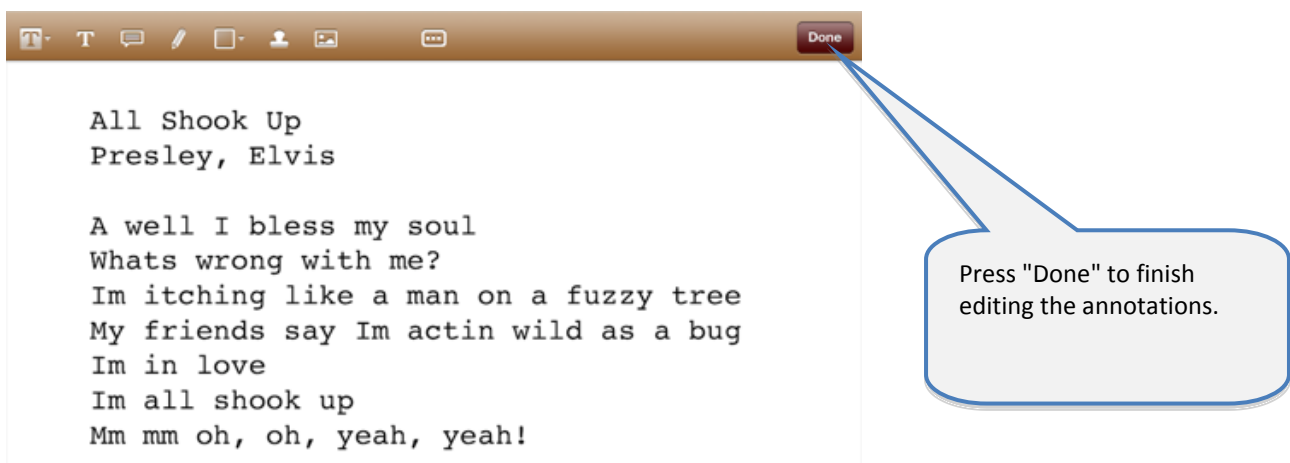 T T Done
All Shook Up
Presley, Elvis
A well I bless my soul
Whats wrong with me?
Im itching like a man on a fuzzy tree
My friends say Im actin wild as a bug
Im in love
Im all shook up
Mm mm oh, oh, yeah, yeah!
Press "Done" to finish
editing the annotations.